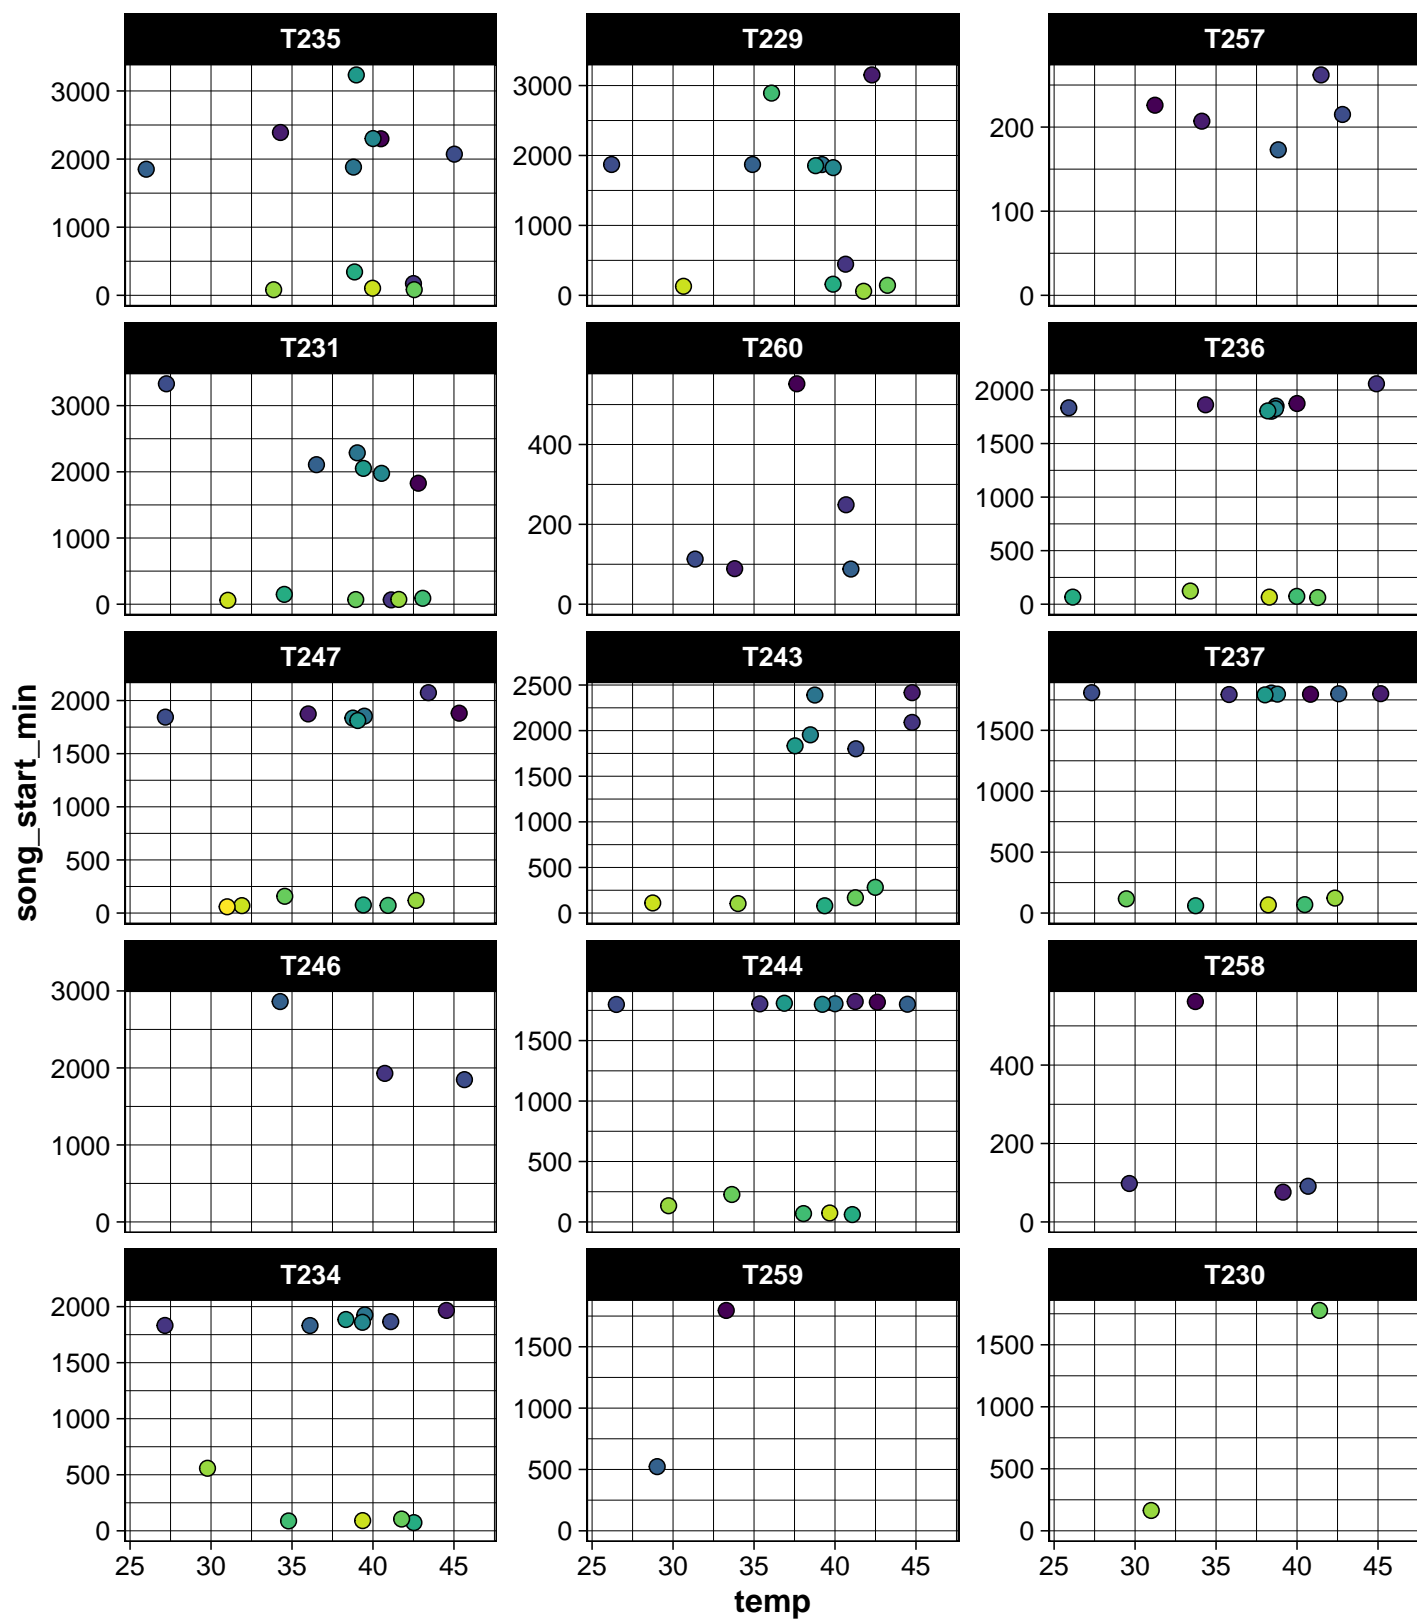 T235 T229 T257
3000 2000 1000 0
3000 2000 1000 0
200 100 0
T231 T260 T236
3000 2000 1000 0
400 200 0
2000 1500 1000 500 0
T247 T243 T237
2000 1500 1000 500 0
2500 2000 1500 1000 500 0
1500 1000 500 0
T246 T244 T258
3000 2000 1000 0
1500 1000 500 0
400 200 0
T234 T259 T230
2000 1500 1000 500 0
1500 1000 500 0
1500 1000 500 0
25 30 35 40 45 25 30 35 40 45 25 30 35 40 45
temp
song_start_min